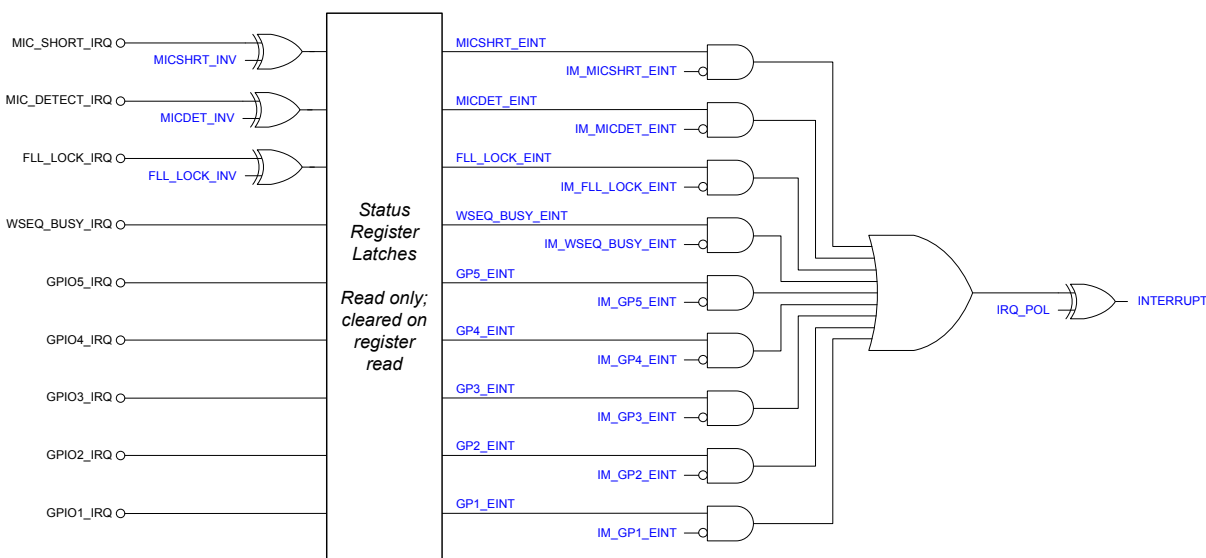 MIC_SHORT_IRQ
MICSHRT_INV
MICSHRT_EINT
IM_MICSHRT_EINT
MIC_DETECT_IRQ
MICDET_INV
MICDET_EINT
IM_MICDET_EINT
FLL_LOCK_IRQ
FLL_LOCK_INV
FLL_LOCK_EINT
IM_FLL_LOCK_EINT
WSEQ_BUSY_IRQ
Status
Register
Latches
Read only;
cleared on
register
read
WSEQ_BUSY_EINT
IM_WSEQ_BUSY_EINT
GPIO5_IRQ
GP5_EINT
IM_GP5_EINT
IRQ_POL
INTERRUPT
GPIO4_IRQ
GP4_EINT
IM_GP4_EINT
GPIO3_IRQ
GP3_EINT
IM_GP3_EINT
GPIO2_IRQ
GP2_EINT
IM_GP2_EINT
GPIO1_IRQ
GP1_EINT
IM_GP1_EINT